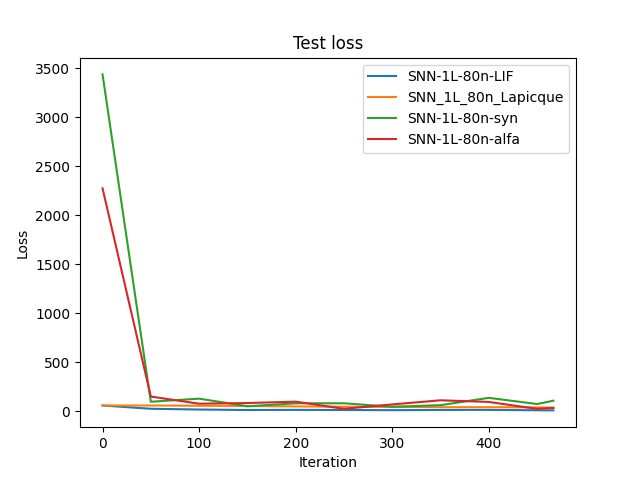 Test loss
SNN-1L-80n-LIF
SNN_1L_80n_Lapicque
SNN-1L-80n-syn
SNN-1L-80n-alfa
3500
3000
2500
2000
1500
1000
500
0
Loss
0 100 200 300 400
Iteration